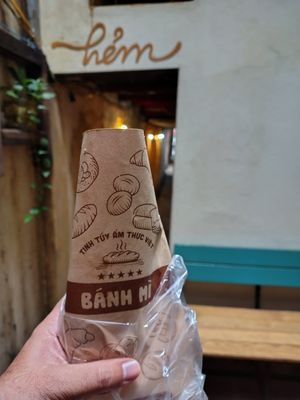 hẻm
TINH TÚY ẨM THỰC VIỆT
BÁNH MÌ